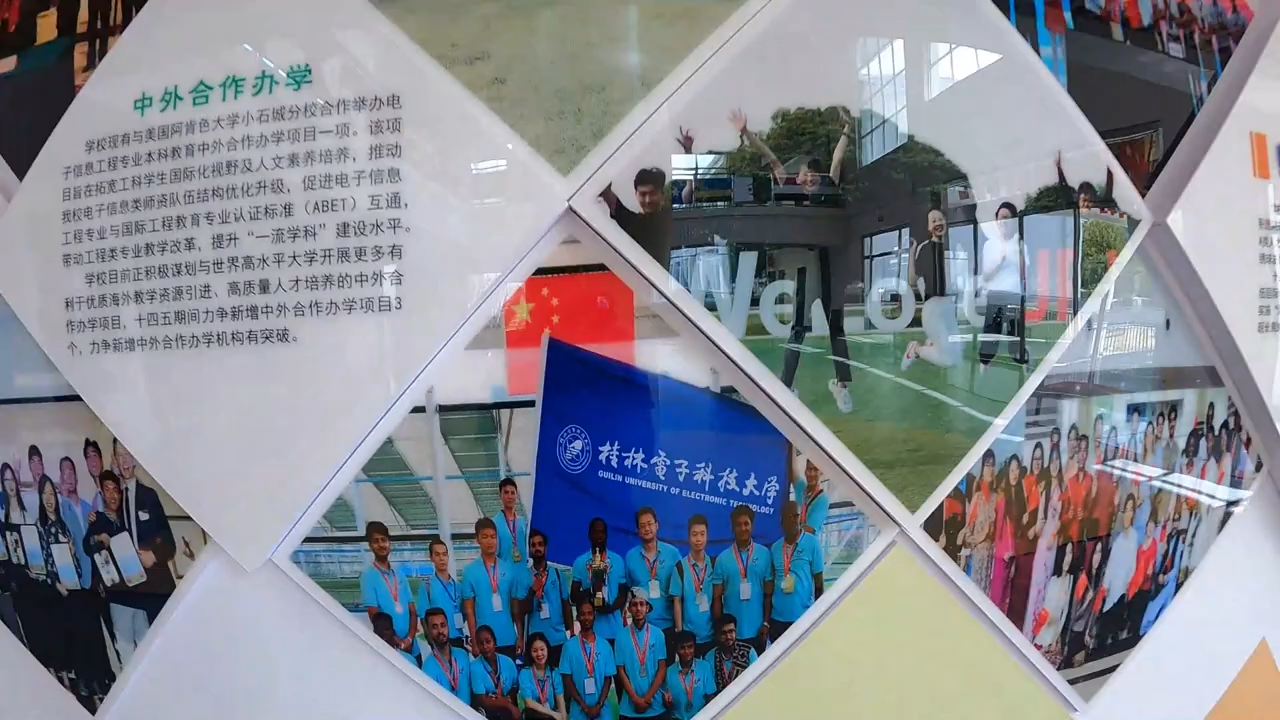 中外合作办学
学校现有与美国阿肯色大学小石城分校合作举办电
子信息工程专业本科教育中外合作办学项目一项。该项
目旨在拓宽工科学生国际化视野及人文素养培养，推动
我校电子信息类师资队伍结构优化升级，促进电子信息
工程专业与国际工程教育专业认证标准（ABET）互通，
带动工程类专业教学改革，提升“一流学科”建设水平。
学校目前正积极谋划与世界高水平大学开展更多有
利于优质海外教学资源引进、高质量人才培养的中外合
作办学项目，十四五期间力争新增中外合作办学项目3
个，力争新增中外合作办学机构有突破。
桂林電子科技大学
GUILIN UNIVERSITY OF ELECTRONIC TECHNOLOGY